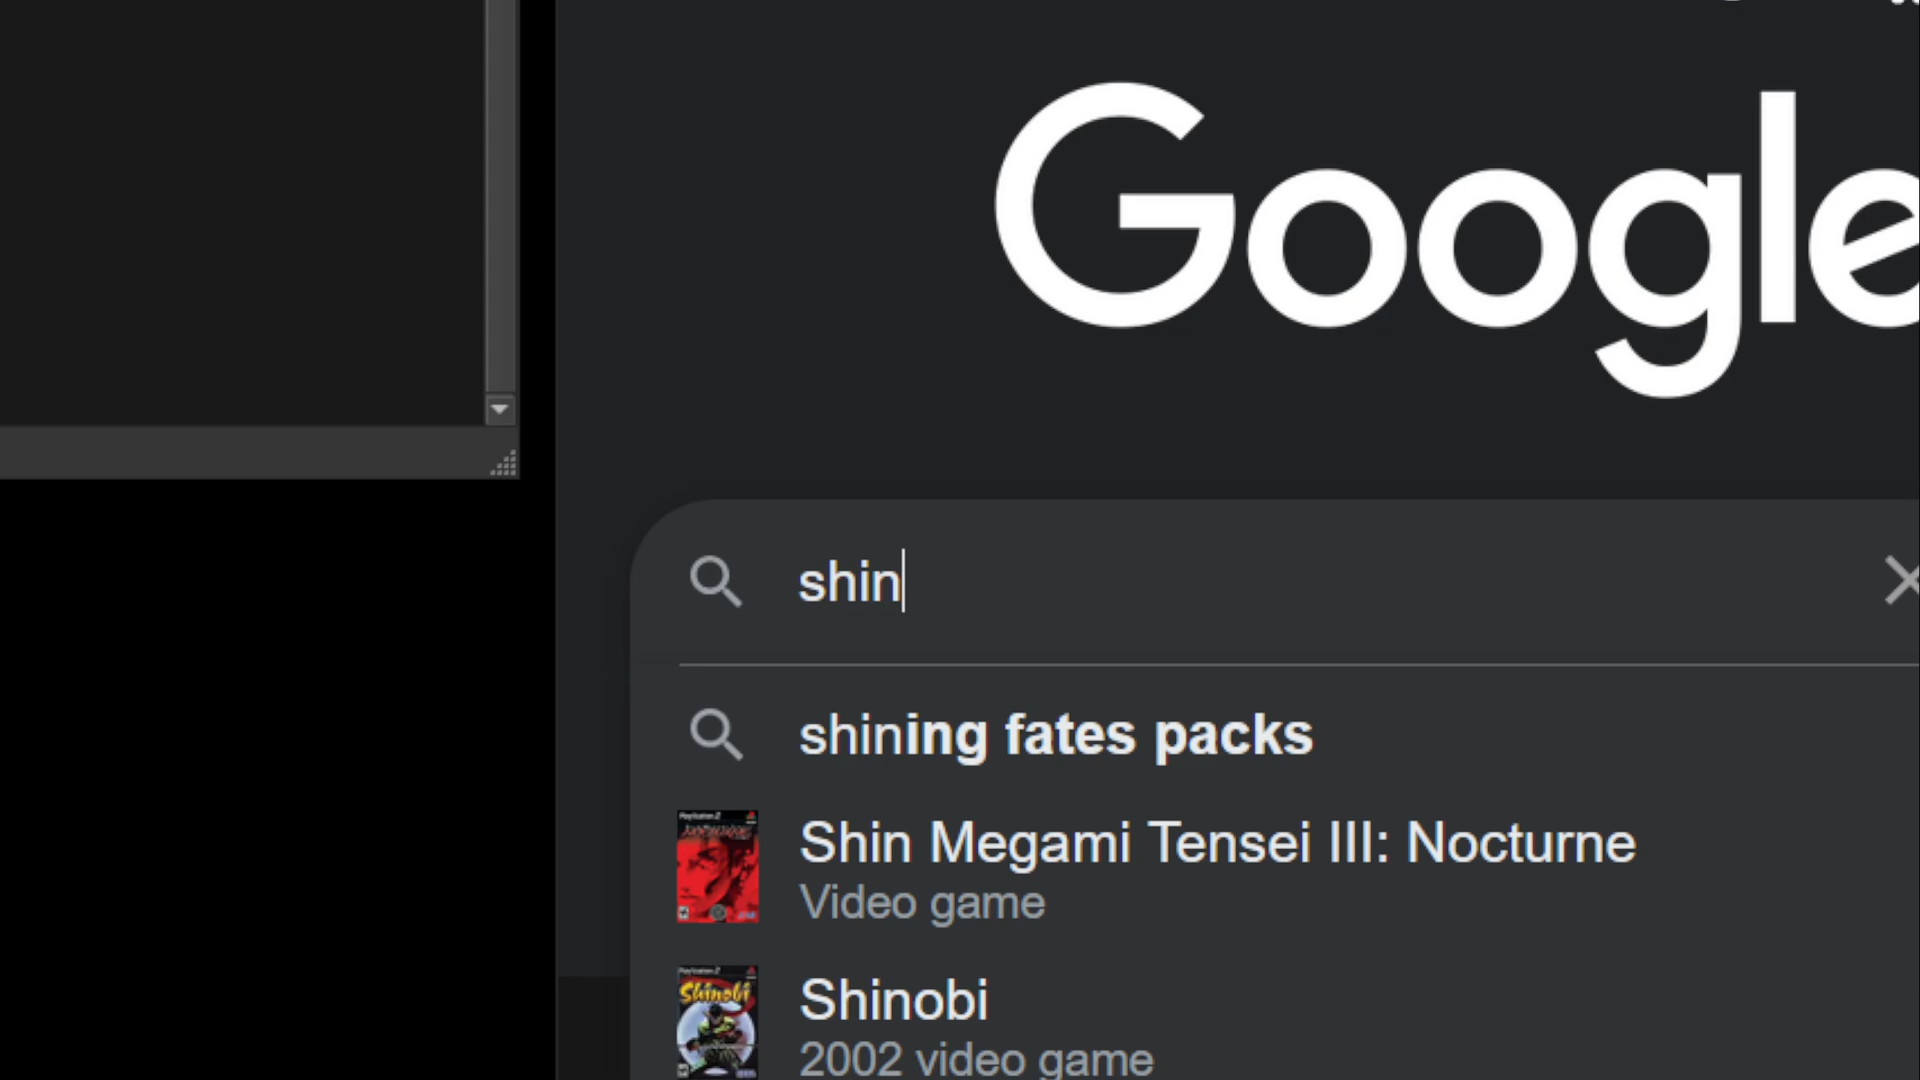 Google
shin
shining fates packs
Shin Megami Tensei III: Nocturne
Video game
Shinobi
2002 video game